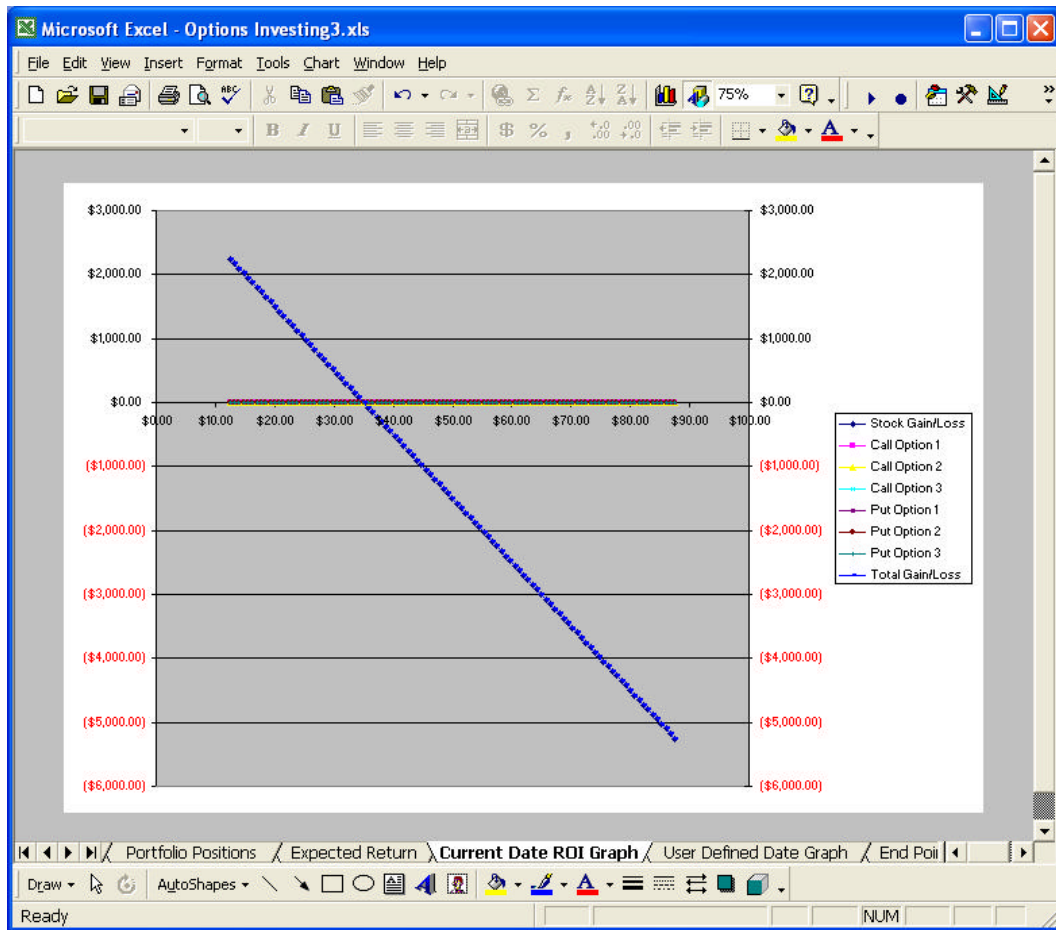 Microsoft Excel - Options Investing3.xls
File Edit View Insert Format Tools Chart Window Help
ABC Σ fx A Z Z A 75% ? »
B I U a $ % , +.0 .00 .00 +.0 A
$3,000.00 $3,000.00
$2,000.00 $2,000.00
$1,000.00 $1,000.00
$0.00 $0.00
$0.00 $10.00 $20.00 $30.00 $40.00 $50.00 $60.00 $70.00 $80.00 $90.00 $100.00
($1,000.00) ($1,000.00)
($2,000.00) ($2,000.00)
($3,000.00) ($3,000.00)
($4,000.00) ($4,000.00)
($5,000.00) ($5,000.00)
($6,000.00) ($6,000.00)
Stock Gain/Loss
Call Option 1
Call Option 2
Call Option 3
Put Option 1
Put Option 2
Put Option 3
Total Gain/Loss
Portfolio Positions / Expected Return \ Current Date ROI Graph / User Defined Date Graph / End Poi
Draw AutoShapes A A
Ready NUM